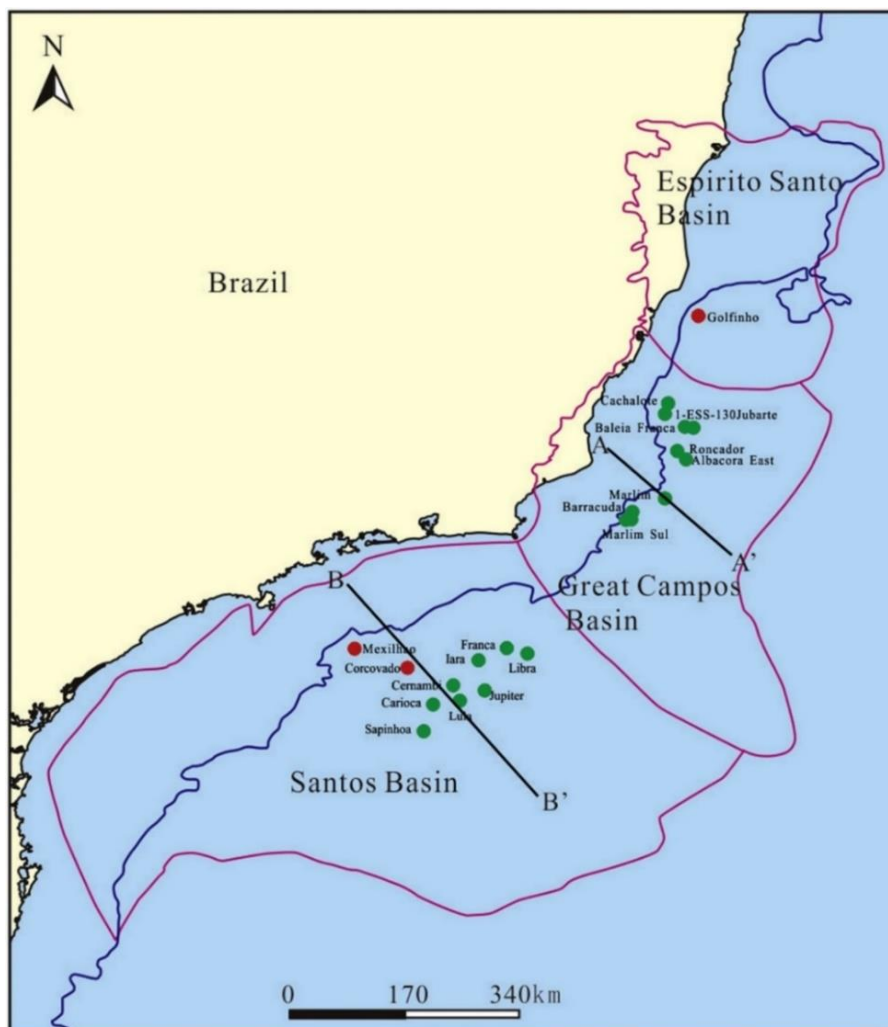 N
Espirito Santo
Basin
Brazil
Golfinho
Cachalote
1-ESS-130Jubarte
Baleia Franca
A
Roncador
Albacora East
Marlim
Barracuda
Marlim Sul
A'
Great Campos
Basin
B
Mexilhao
Franca
Corcovado
Iara
Libra
Cernambi
Jupiter
Carioca
Lula
Sapinhoa
Santos Basin
B'
0 170 340km